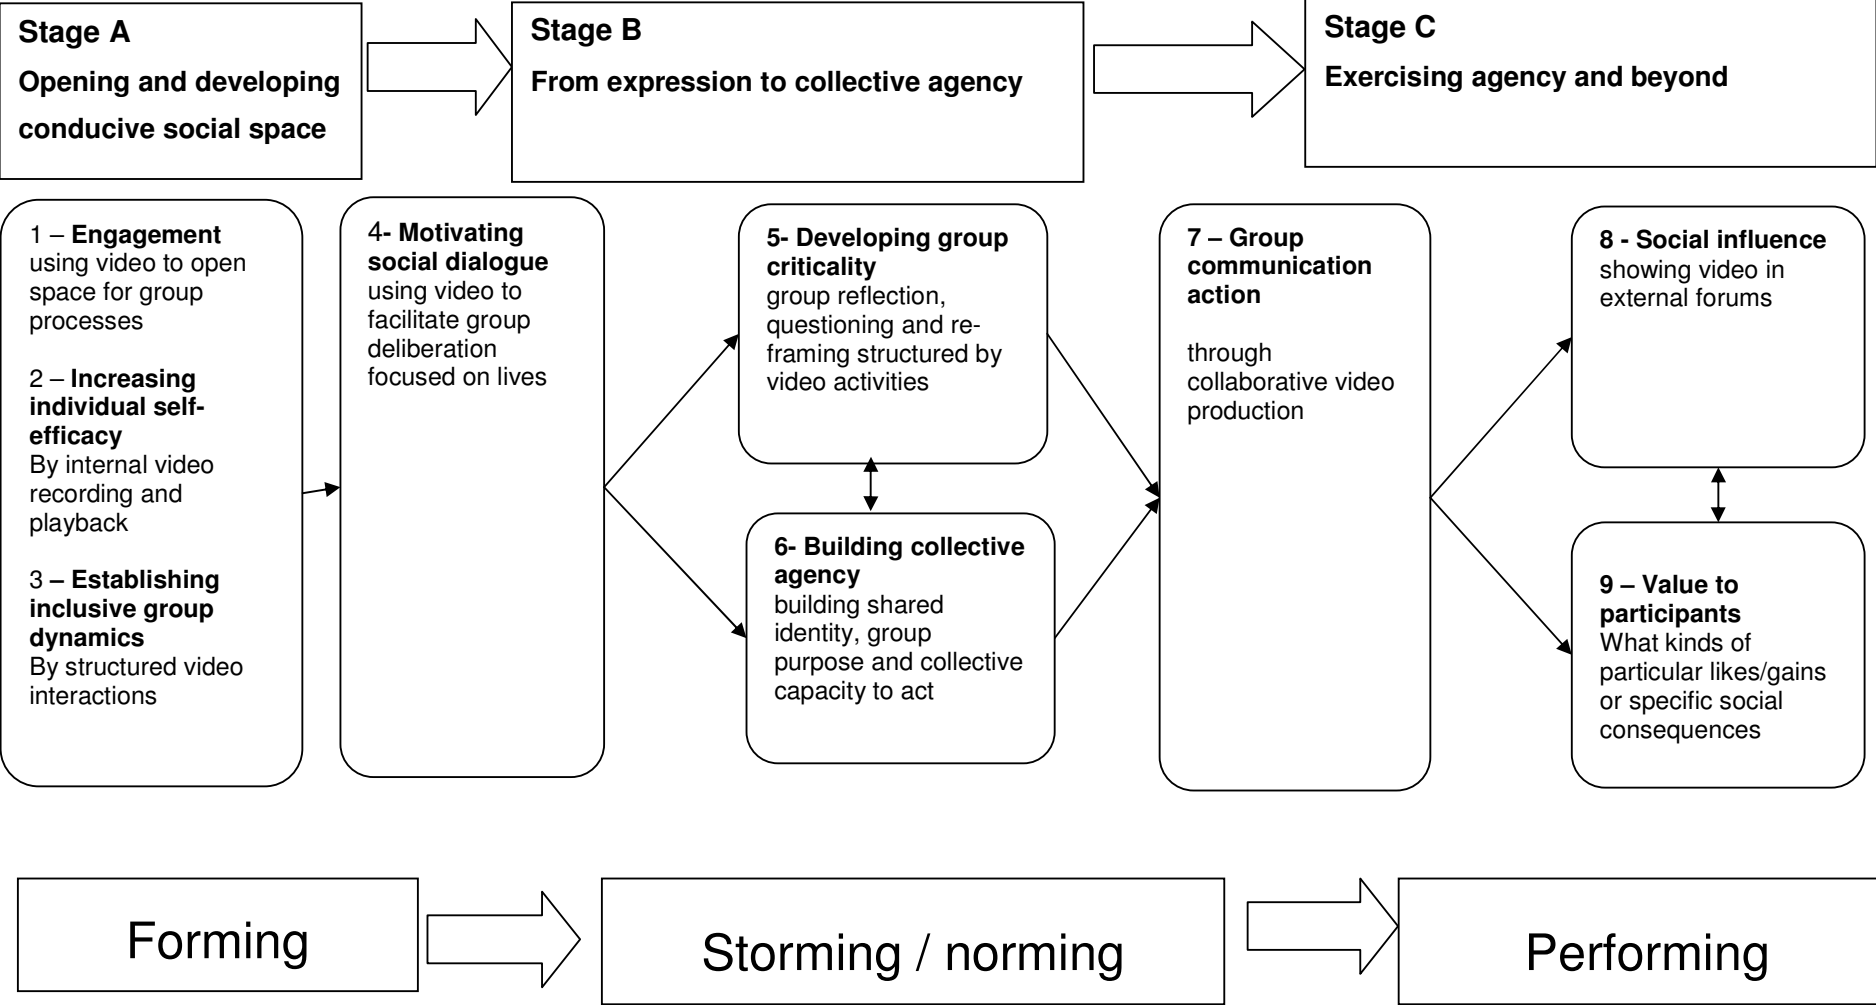 Stage A
Opening and developing
conducive social space
Stage B
From expression to collective agency
Stage C
Exercising agency and beyond
1 – Engagement
using video to open
space for group
processes
2 – Increasing
individual self-
efficacy
By internal video
recording and
playback
3 – Establishing
inclusive group
dynamics
By structured video
interactions
4- Motivating
social dialogue
using video to
facilitate group
deliberation
focused on lives
5- Developing group
criticality
group reflection,
questioning and re-
framing structured by
video activities
6- Building collective
agency
building shared
identity, group
purpose and collective
capacity to act
7 – Group
communication
action
through
collaborative video
production
8 - Social influence
showing video in
external forums
9 – Value to
participants
What kinds of
particular likes/gains
or specific social
consequences
Forming
Storming / norming
Performing